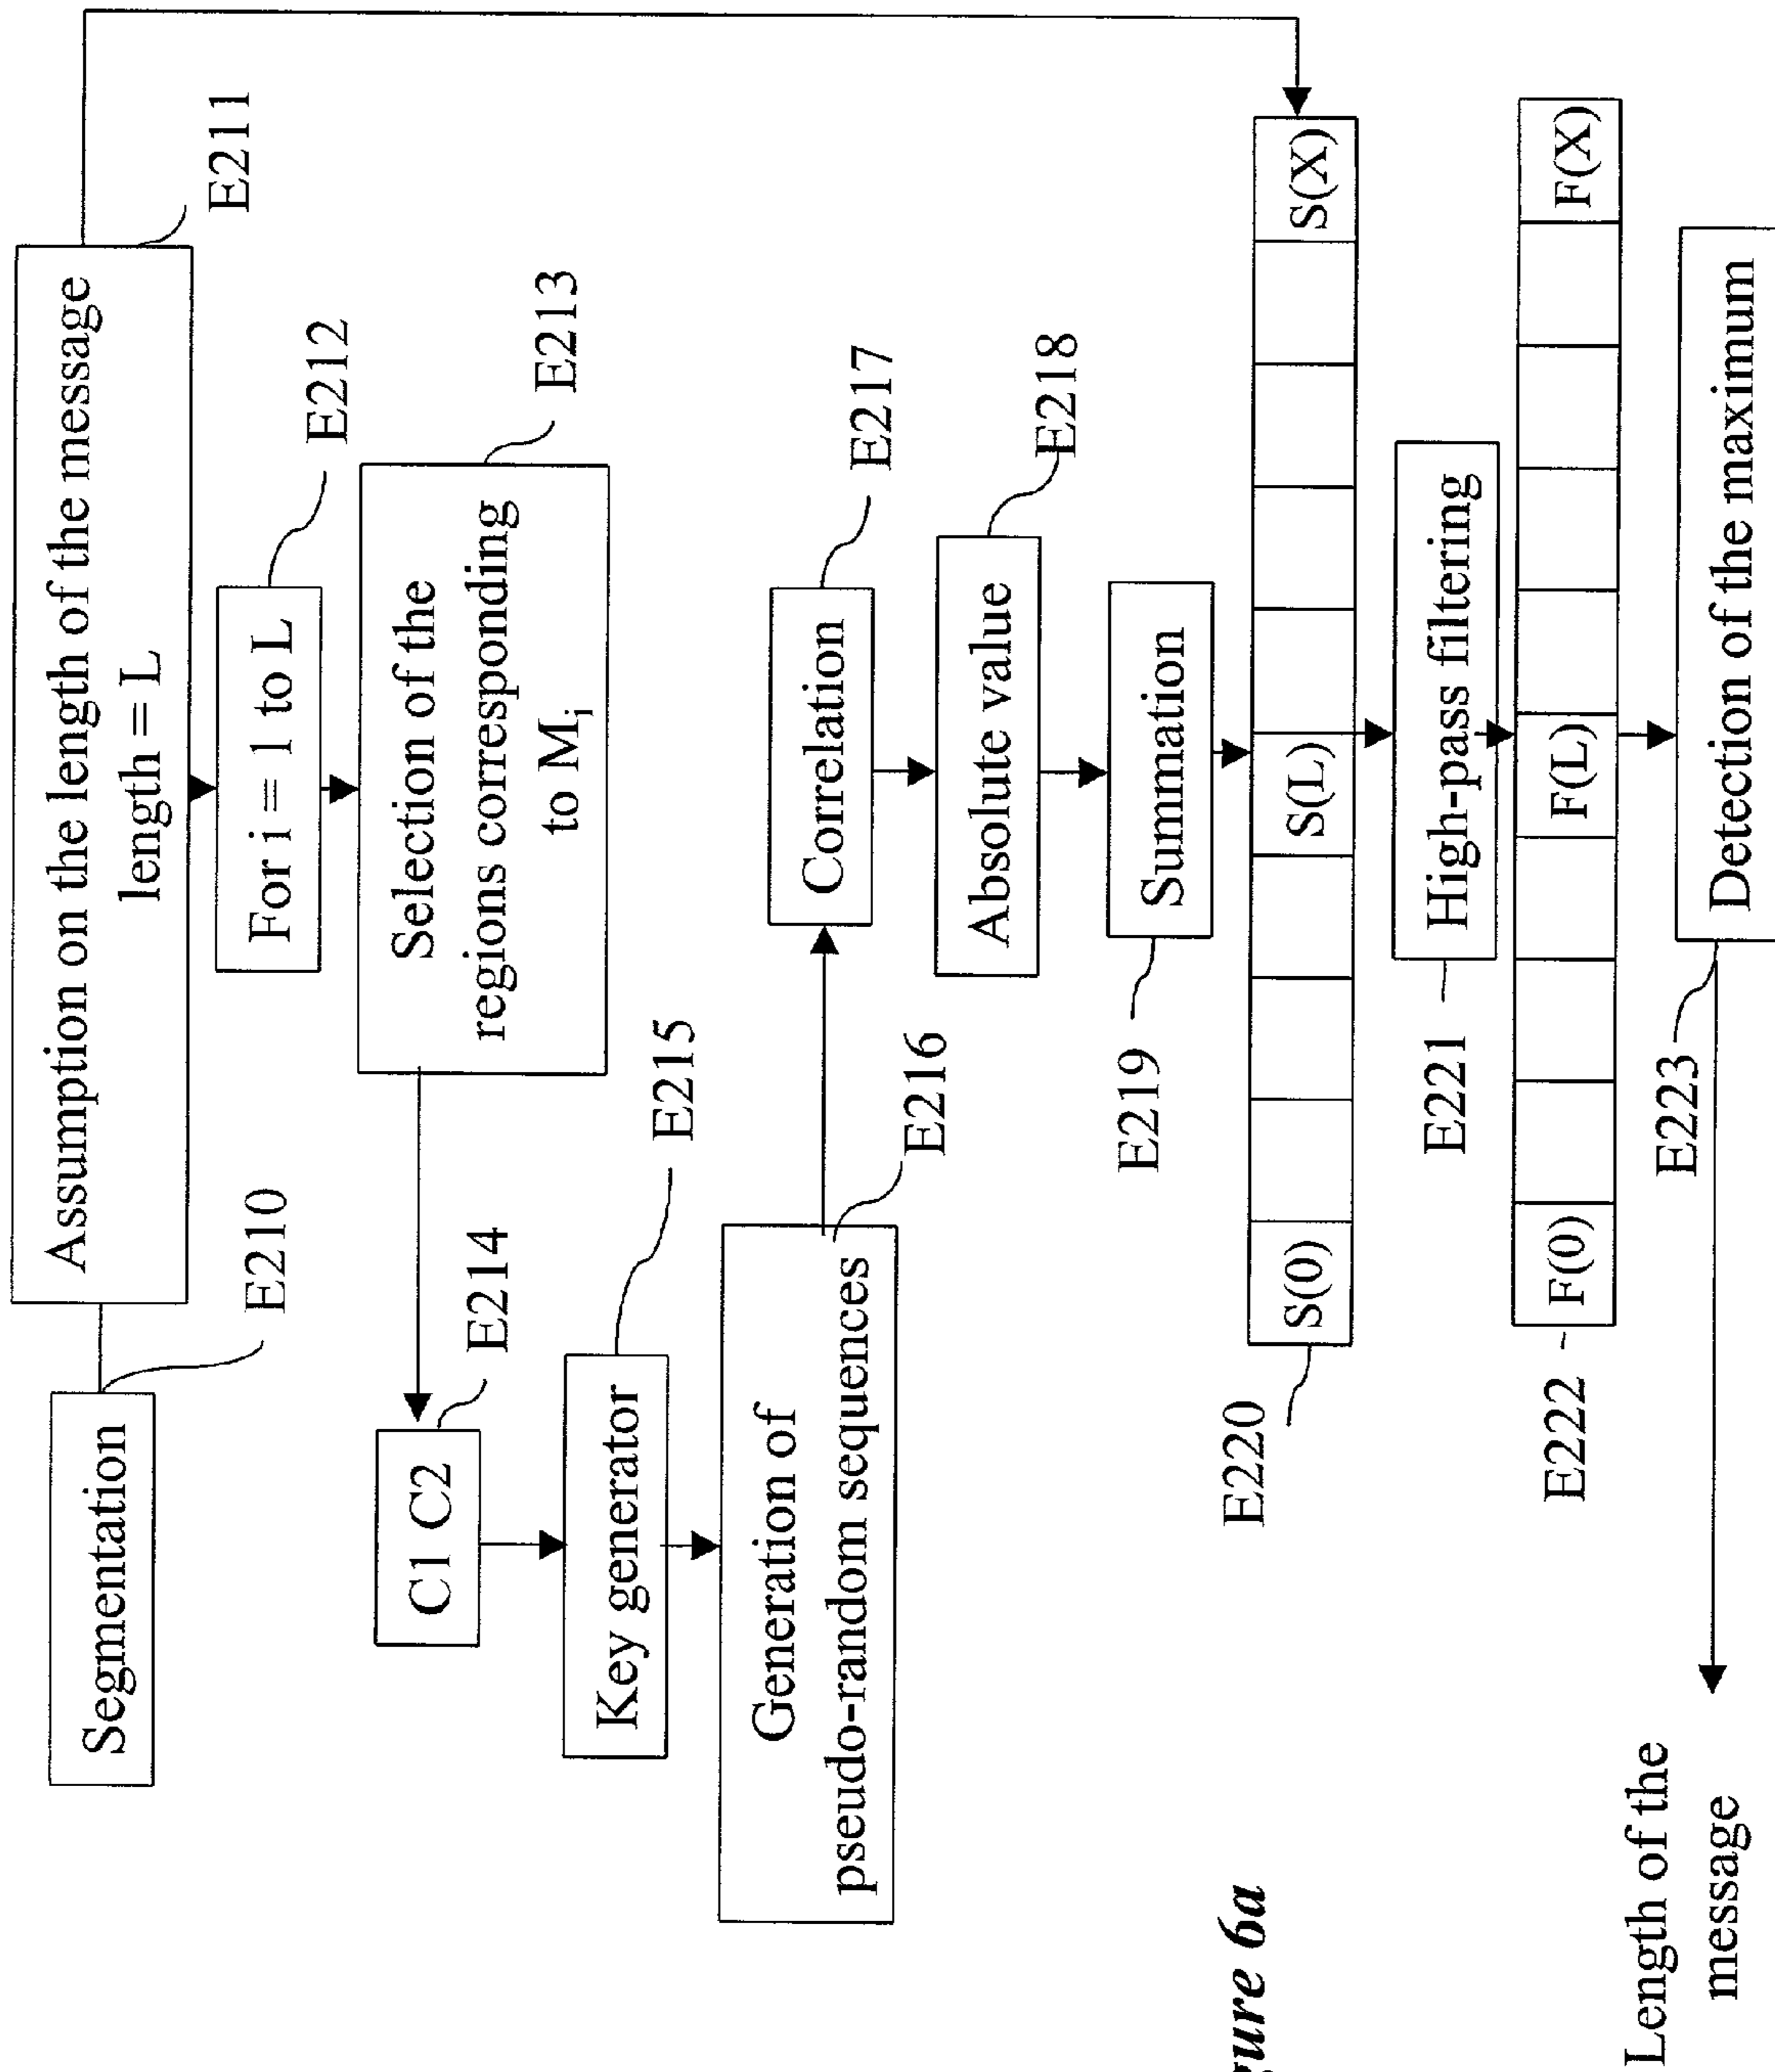 Segmentation
E210
Assumption on the length of the message
length = L
E211
For i = 1 to L
E212
Selection of the
regions corresponding
to Mi
E213
C1 C2
E214
Key generator
E215
Generation of
pseudo-random sequences
E216
Correlation
E217
Absolute value
E218
Summation
E219
S(0)
S(L)
S(X)
E220
High-pass filtering
E221
F(0)
F(L)
F(X)
E222
Detection of the maximum
E223
Length of the
message
6a